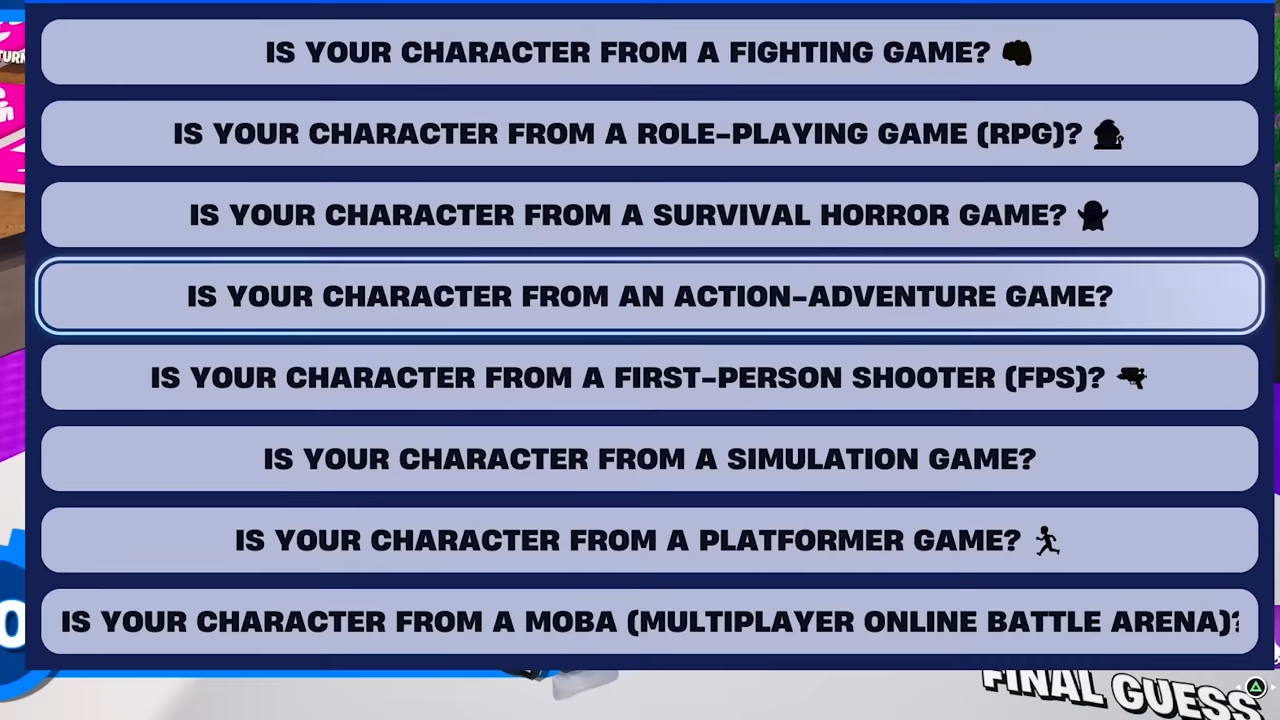 IS YOUR CHARACTER FROM A FIGHTING GAME?
IS YOUR CHARACTER FROM A ROLE-PLAYING GAME (RPG)?
IS YOUR CHARACTER FROM A SURVIVAL HORROR GAME?
IS YOUR CHARACTER FROM AN ACTION-ADVENTURE GAME?
IS YOUR CHARACTER FROM A FIRST-PERSON SHOOTER (FPS)?
IS YOUR CHARACTER FROM A SIMULATION GAME?
IS YOUR CHARACTER FROM A PLATFORMER GAME?
IS YOUR CHARACTER FROM A MOBA (MULTIPLAYER ONLINE BATTLE ARENA)?
FINAL GUESS